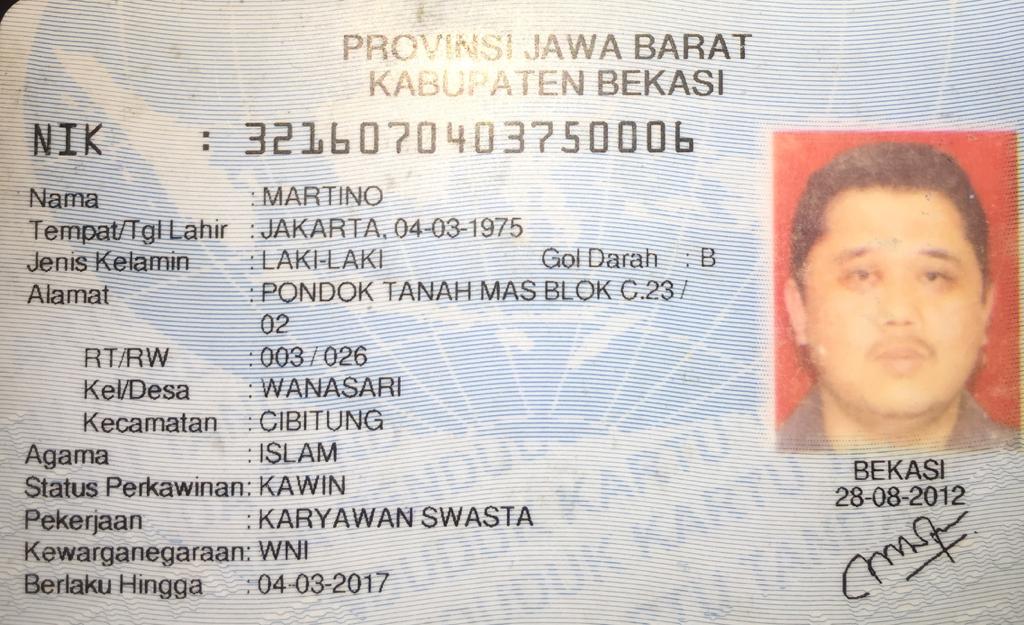 PROVINSI JAWA BARAT
KABUPATEN BEKASI
NIK : 3216070403750006
Nama : MARTINO
Tempat/Tgl Lahir : JAKARTA, 04-03-1975
Jenis Kelamin : LAKI-LAKI Gol Darah : B
Alamat : PONDOK TANAH MAS BLOK C.23 /
02
RT/RW : 003 / 026
Kel/Desa : WANASARI
Kecamatan : CIBITUNG
Agama : ISLAM
Status Perkawinan: KAWIN
Pekerjaan : KARYAWAN SWASTA
Kewarganegaraan: WNI
Berlaku Hingga : 04-03-2017
BEKASI
28-08-2012